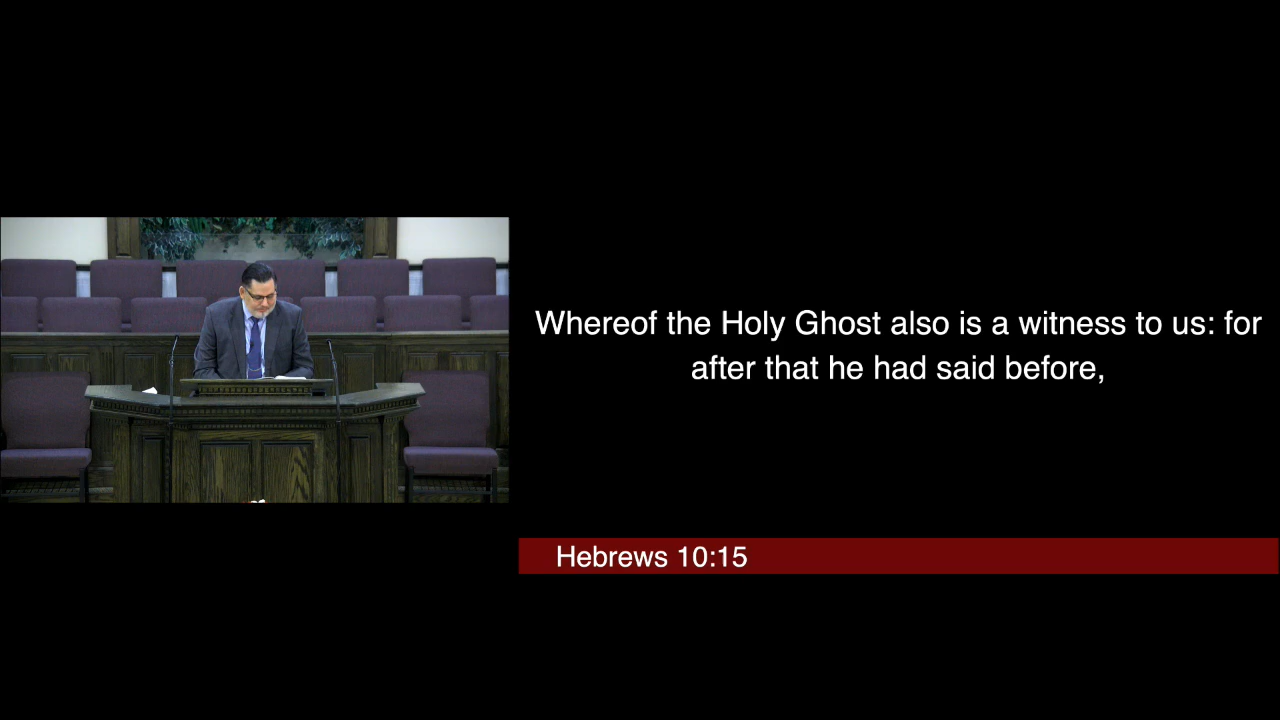 Whereof the Holy Ghost also is a witness to us: for
after that he had said before,
Hebrews 10:15